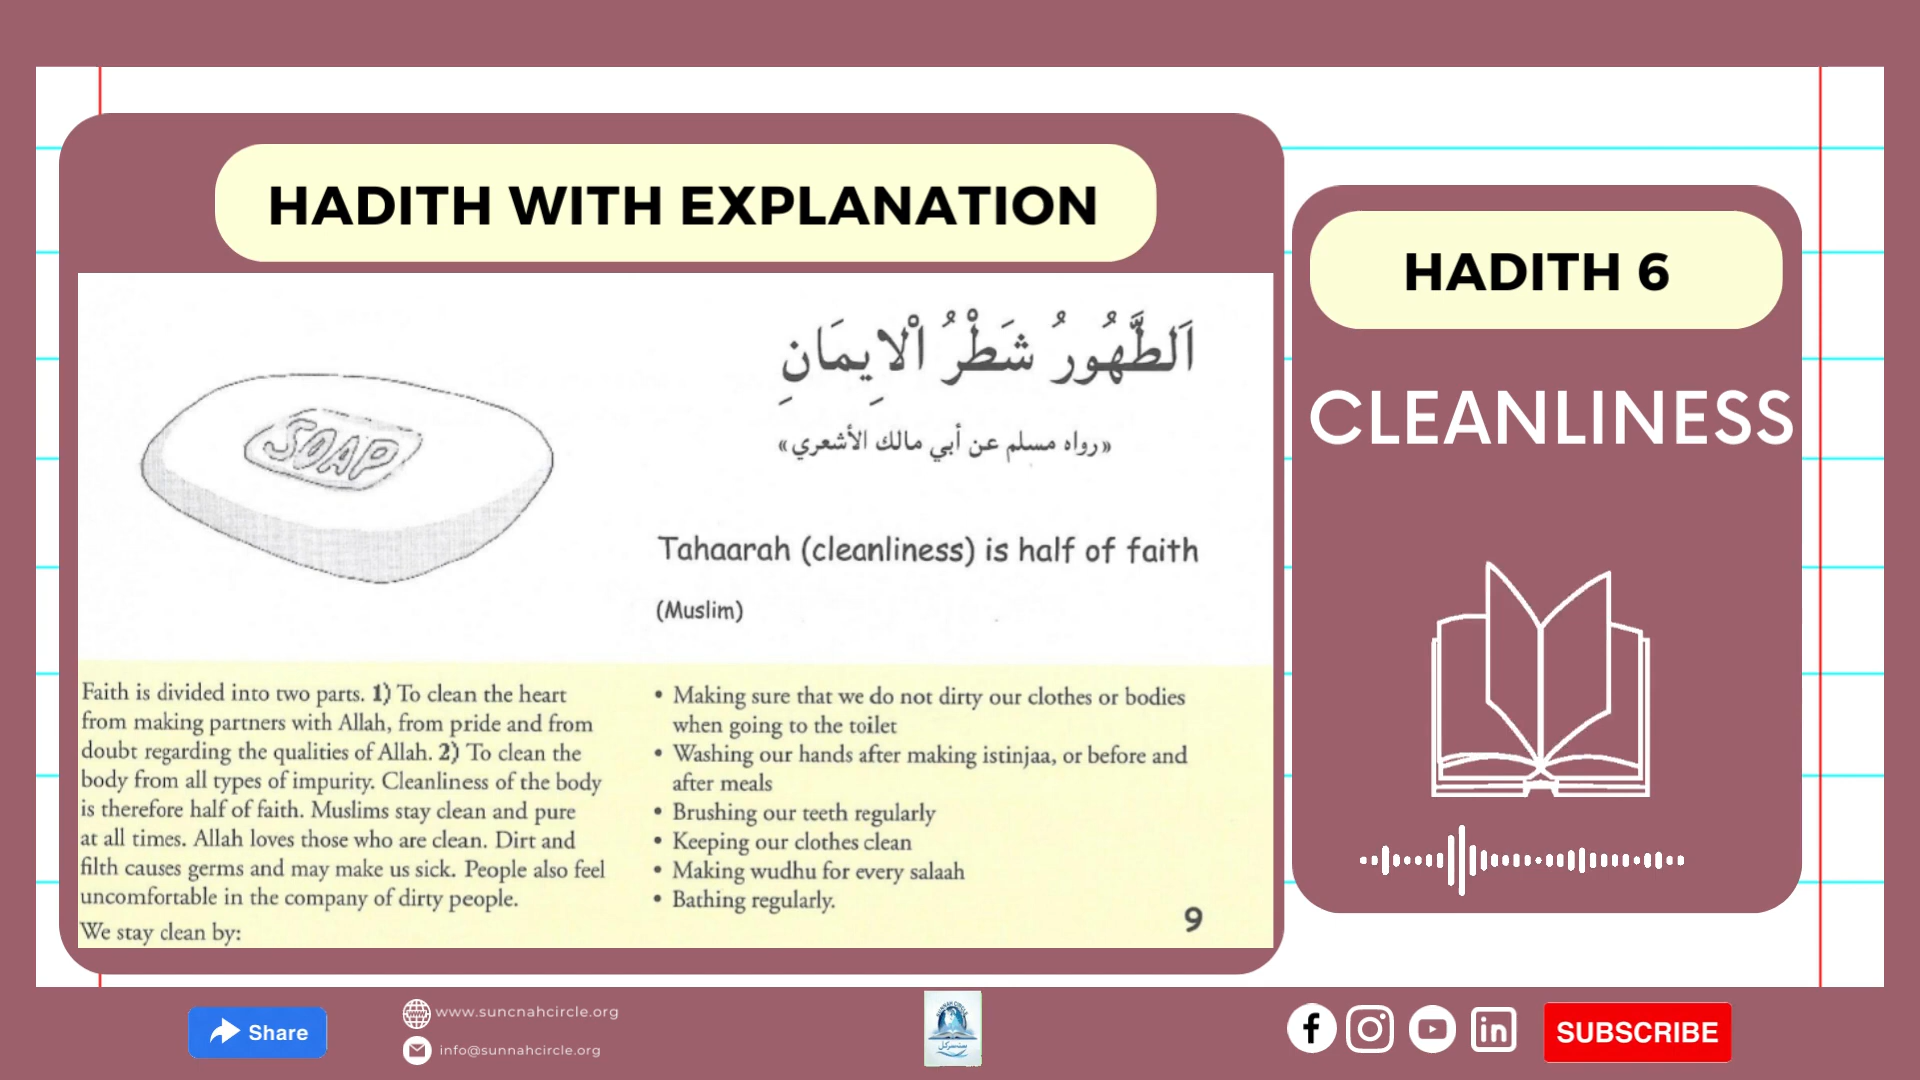 HADITH WITH EXPLANATION
SOAP
اَلطَّهُورُ شَطْرُ الْاِيمَانِ
«رواه مسلم عن أبي مالك الأشعري»
Tahaarah (cleanliness) is half of faith
(Muslim)
Faith is divided into two parts. 1) To clean the heart
from making partners with Allah, from pride and from
doubt regarding the qualities of Allah. 2) To clean the
body from all types of impurity. Cleanliness of the body
is therefore half of faith. Muslims stay clean and pure
at all times. Allah loves those who are clean. Dirt and
filth causes germs and may make us sick. People also feel
uncomfortable in the company of dirty people.
We stay clean by:
• Making sure that we do not dirty our clothes or bodies
when going to the toilet
• Washing our hands after making istinjaa, or before and
after meals
• Brushing our teeth regularly
• Keeping our clothes clean
• Making wudhu for every salaah
• Bathing regularly.
9
HADITH 6
CLEANLINESS
Share
www.suncnahcircle.org
info@sunnahcircle.org
SUBSCRIBE